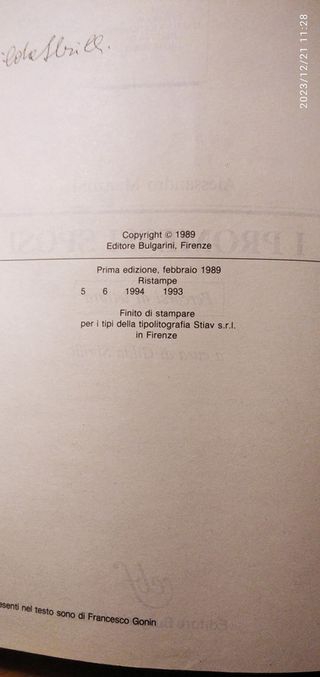 2023/12/21 11:28
Copyright © 1989
Editore Bulgarini, Firenze
Prima edizione, febbraio 1989
Ristampe
5 6 1994 1993
Finito di stampare
per i tipi della tipolitografia Stiav s.r.l.
in Firenze
esenti nel testo sono di Francesco Gonin